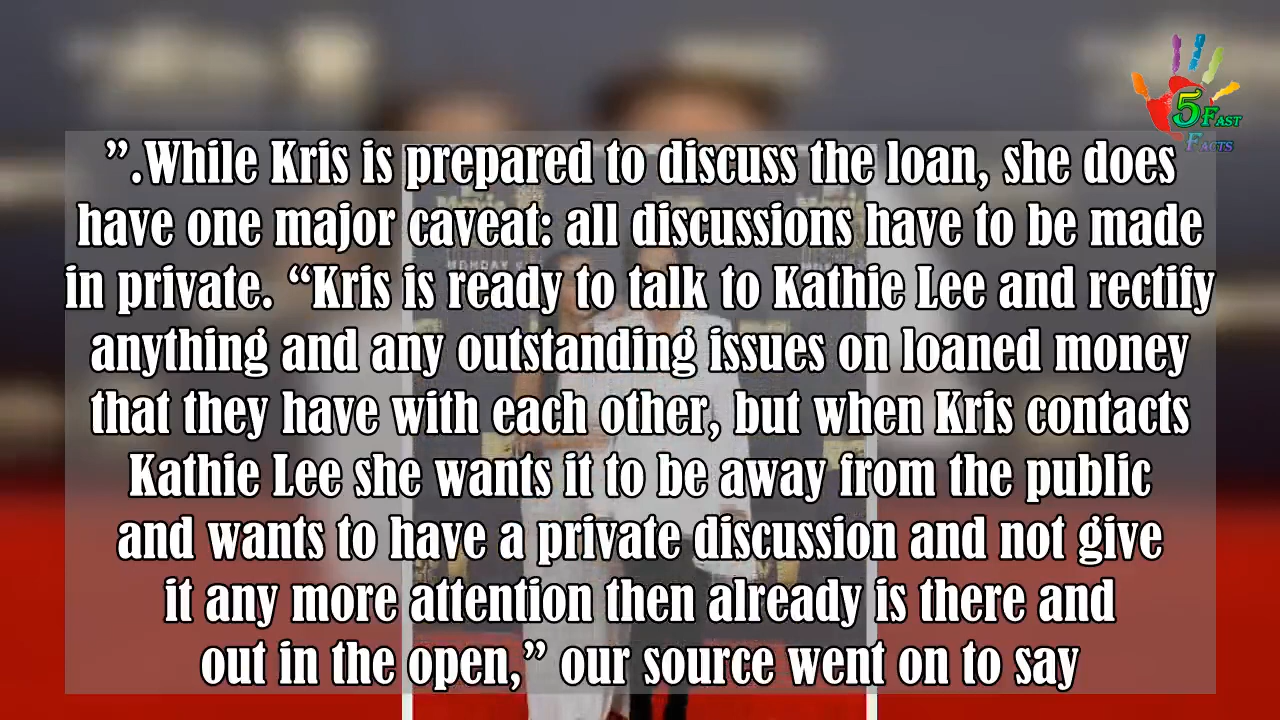 5 FAST
FACTS
”.While Kris is prepared to discuss the loan, she does
have one major caveat: all discussions have to be made
in private. “Kris is ready to talk to Kathie Lee and rectify
anything and any outstanding issues on loaned money
that they have with each other, but when Kris contacts
Kathie Lee she wants it to be away from the public
and wants to have a private discussion and not give
it any more attention then already is there and
out in the open,” our source went on to say